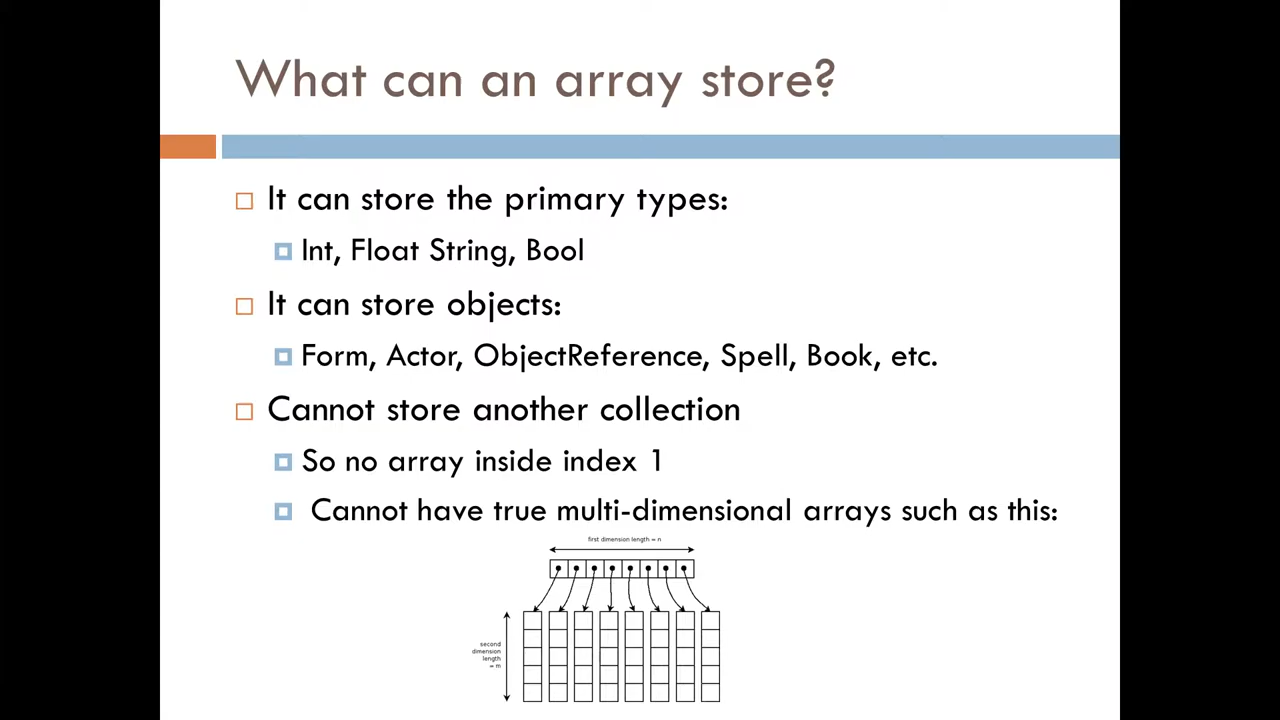 What can an array store?
It can store the primary types:
Int, Float String, Bool
It can store objects:
Form, Actor, ObjectReference, Spell, Book, etc.
Cannot store another collection
So no array inside index 1
Cannot have true multi-dimensional arrays such as this:
first dimension length = n
second
dimension
length
= m